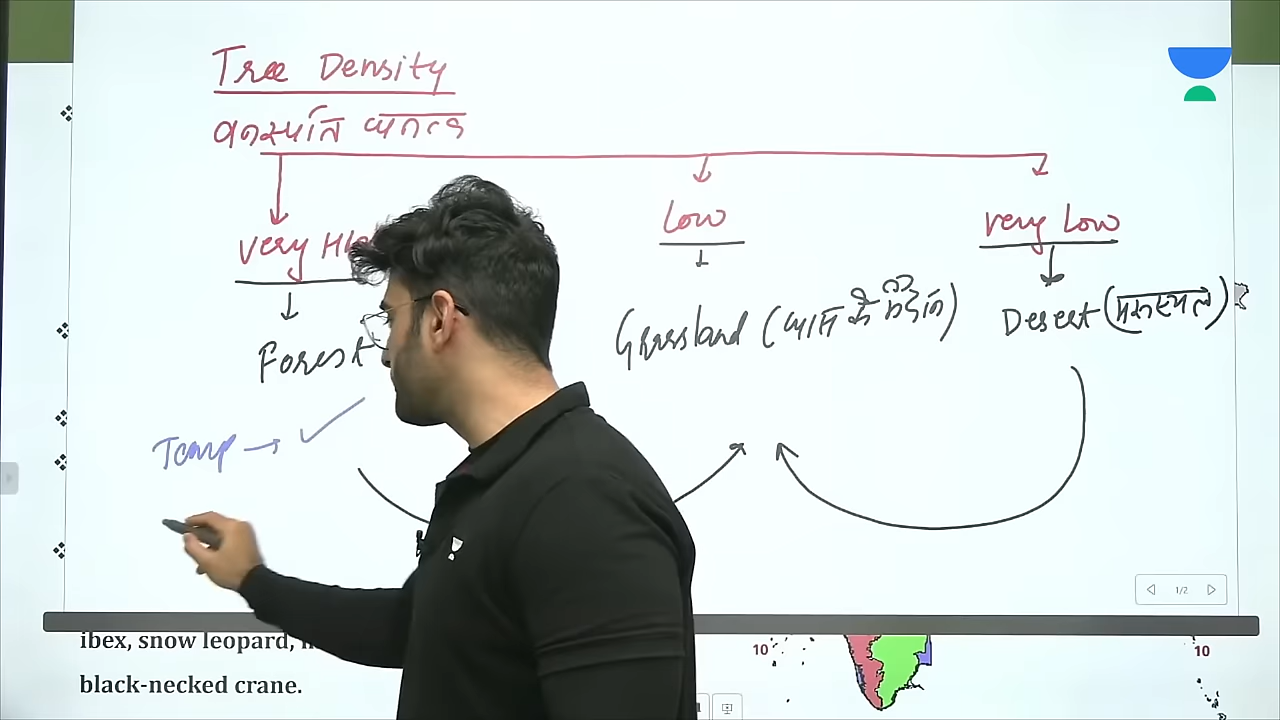 Tree Density
वनस्पति घनत्व
Very
Low
Very Low
Forest
Grassland (घास के मैदान)
Desert (मरुस्थल)
Temp →
1/2
ibex, snow leopard,
black-necked crane.
10
10